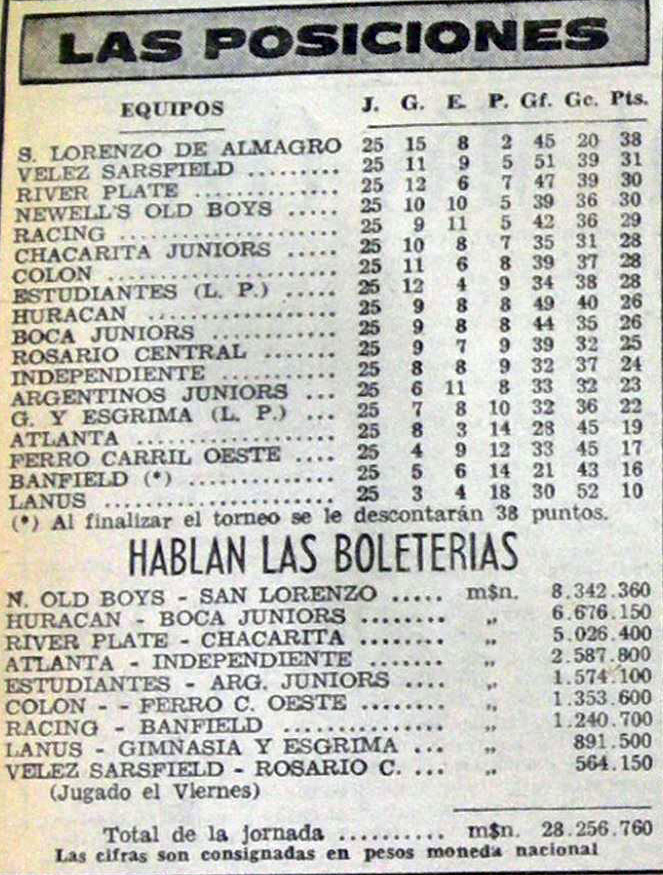 LAS POSICIONES
EQUIPOS J. G. E. P. Gf. Gc. Pts.
S. LORENZO DE ALMAGRO 25 15 8 2 45 20 38
VELEZ SARSFIELD ......... 25 11 9 5 51 39 31
RIVER PLATE ............. 25 12 6 7 47 39 30
NEWELL'S OLD BOYS ..... 25 10 10 5 39 36 30
RACING .................. 25 9 11 5 42 36 29
CHACARITA JUNIORS ..... 25 10 8 7 35 31 28
COLON ................... 25 11 6 8 39 37 28
ESTUDIANTES (L. P.) ..... 25 12 4 9 34 38 28
HURACAN ................ 25 9 8 8 49 40 26
BOCA JUNIORS ........... 25 9 8 8 44 35 26
ROSARIO CENTRAL ....... 25 9 7 9 39 32 25
INDEPENDIENTE .......... 25 8 8 9 32 37 24
ARGENTINOS JUNIORS ... 25 6 11 8 33 32 23
G. Y ESGRIMA (L. P.) ... 25 7 8 10 32 36 22
ATLANTA ................. 25 8 3 14 28 45 19
FERRO CARRIL OESTE .... 25 4 9 12 33 45 17
BANFIELD (*) ............. 25 5 6 14 21 43 16
LANUS .................... 25 3 4 18 30 52 10
(*) Al finalizar el torneo se le descontarán 38 puntos.
HABLAN LAS BOLETERIAS
N. OLD BOYS - SAN LORENZO ..... m$n. 8.342.360
HURACAN - BOCA JUNIORS ........ „ 6.676.150
RIVER PLATE - CHACARITA ........ „ 5.026.400
ATLANTA - INDEPENDIENTE ....... „ 2.587.800
ESTUDIANTES - ARG. JUNIORS .... „ 1.574.100
COLON - - FERRO C. OESTE ....... „ 1.353.600
RACING - BANFIELD ............... „ 1.240.700
LANUS - GIMNASIA Y ESGRIMA ... „ 891.500
VELEZ SARSFIELD - ROSARIO C. ... „ 564.150
(Jugado el Viernes)
Total de la jornada .......... m$n. 28.256.760
Las cifras son consignadas en pesos moneda nacional